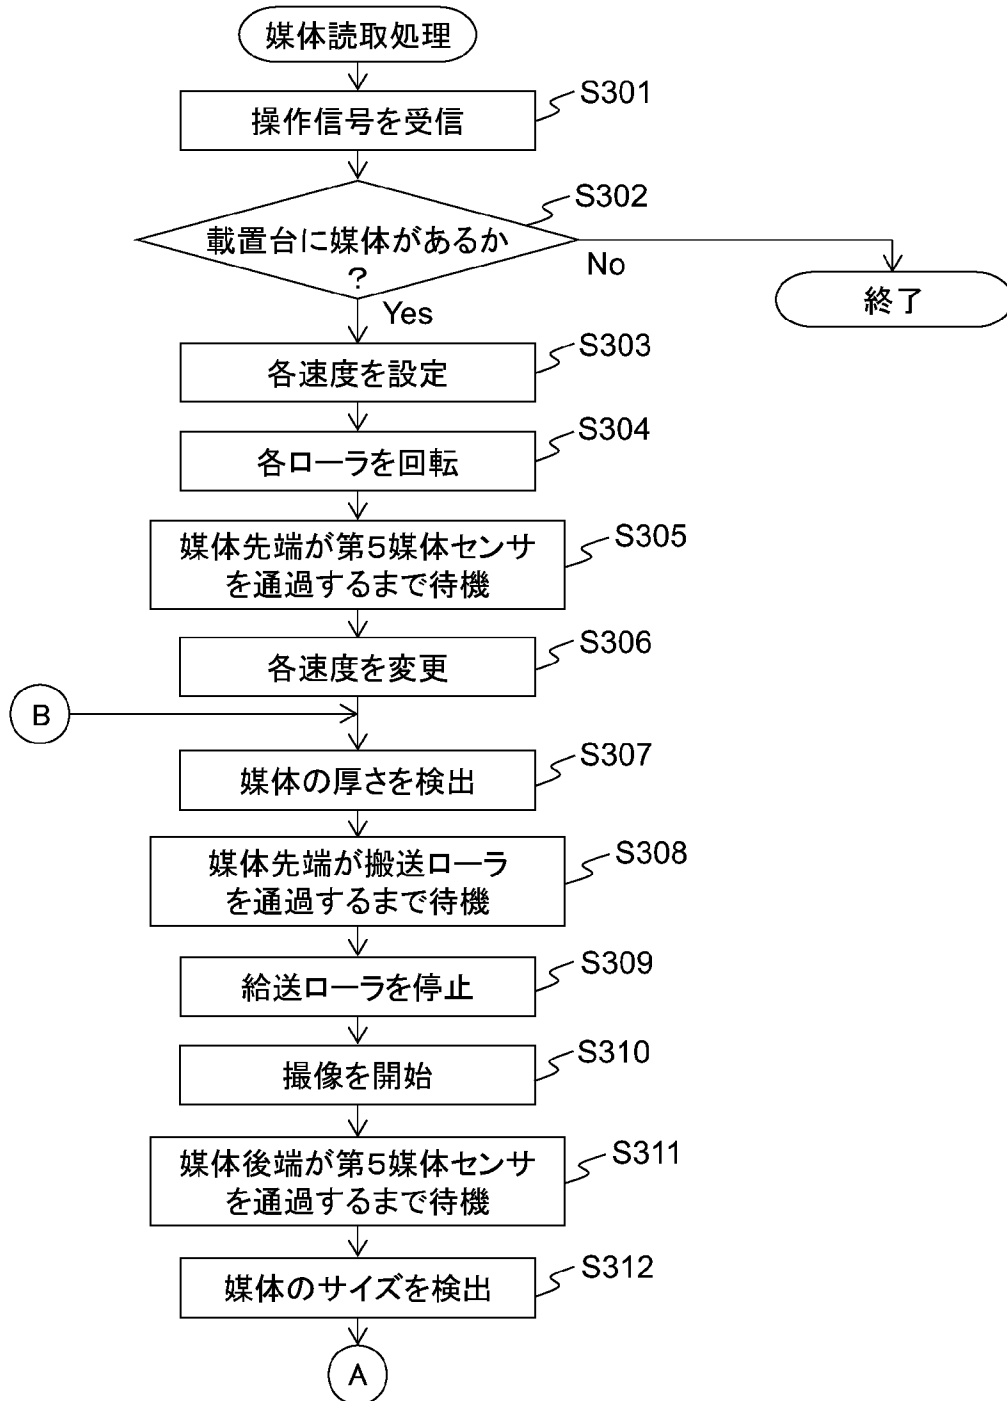 媒体読取処理
S301
操作信号を受信
S302
載置台に媒体があるか
？
No
Yes
終了
S303
各速度を設定
S304
各ローラを回転
S305
媒体先端が第５媒体センサ
を通過するまで待機
S306
各速度を変更
B
S307
媒体の厚さを検出
S308
媒体先端が搬送ローラ
を通過するまで待機
S309
給送ローラを停止
S310
撮像を開始
S311
媒体後端が第５媒体センサ
を通過するまで待機
S312
媒体のサイズを検出
A